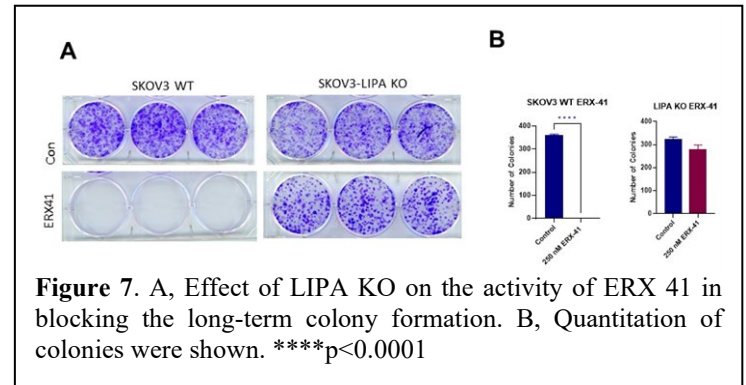 A
SKOV3 WT
SKOV3-LIPA KO
Con
ERX41
B
SKOV3 WT ERX-41
****
Number of Colonies
400
300
200
100
0
Control
250 nM ERX-41
LIPA KO ERX-41
Number of Colonies
400
300
200
100
0
Control
250 nM ERX-41
Figure 7. A, Effect of LIPA KO on the activity of ERX 41 in
blocking the long-term colony formation. B, Quantitation of
colonies were shown. ****p<0.0001